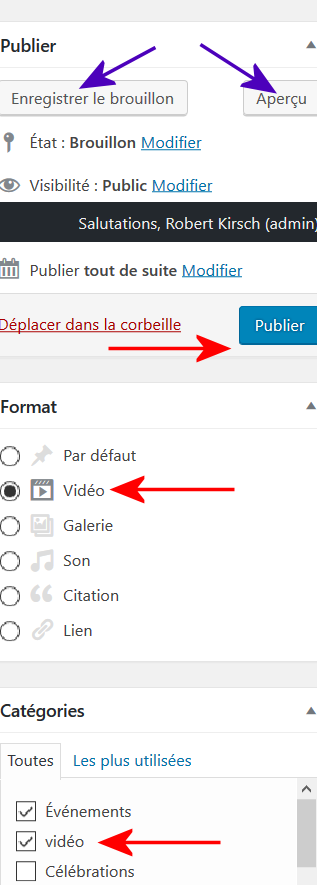 Publier
Enregistrer le brouillon
Aperçu
État : Brouillon Modifier
Visibilité : Public Modifier
Salutations, Robert Kirsch (admin)
Publier tout de suite Modifier
Déplacer dans la corbeille
Publier
Format
Par défaut
Vidéo
Galerie
Son
Citation
Lien
Catégories
Toutes
Les plus utilisées
Événements
vidéo
Célébrations